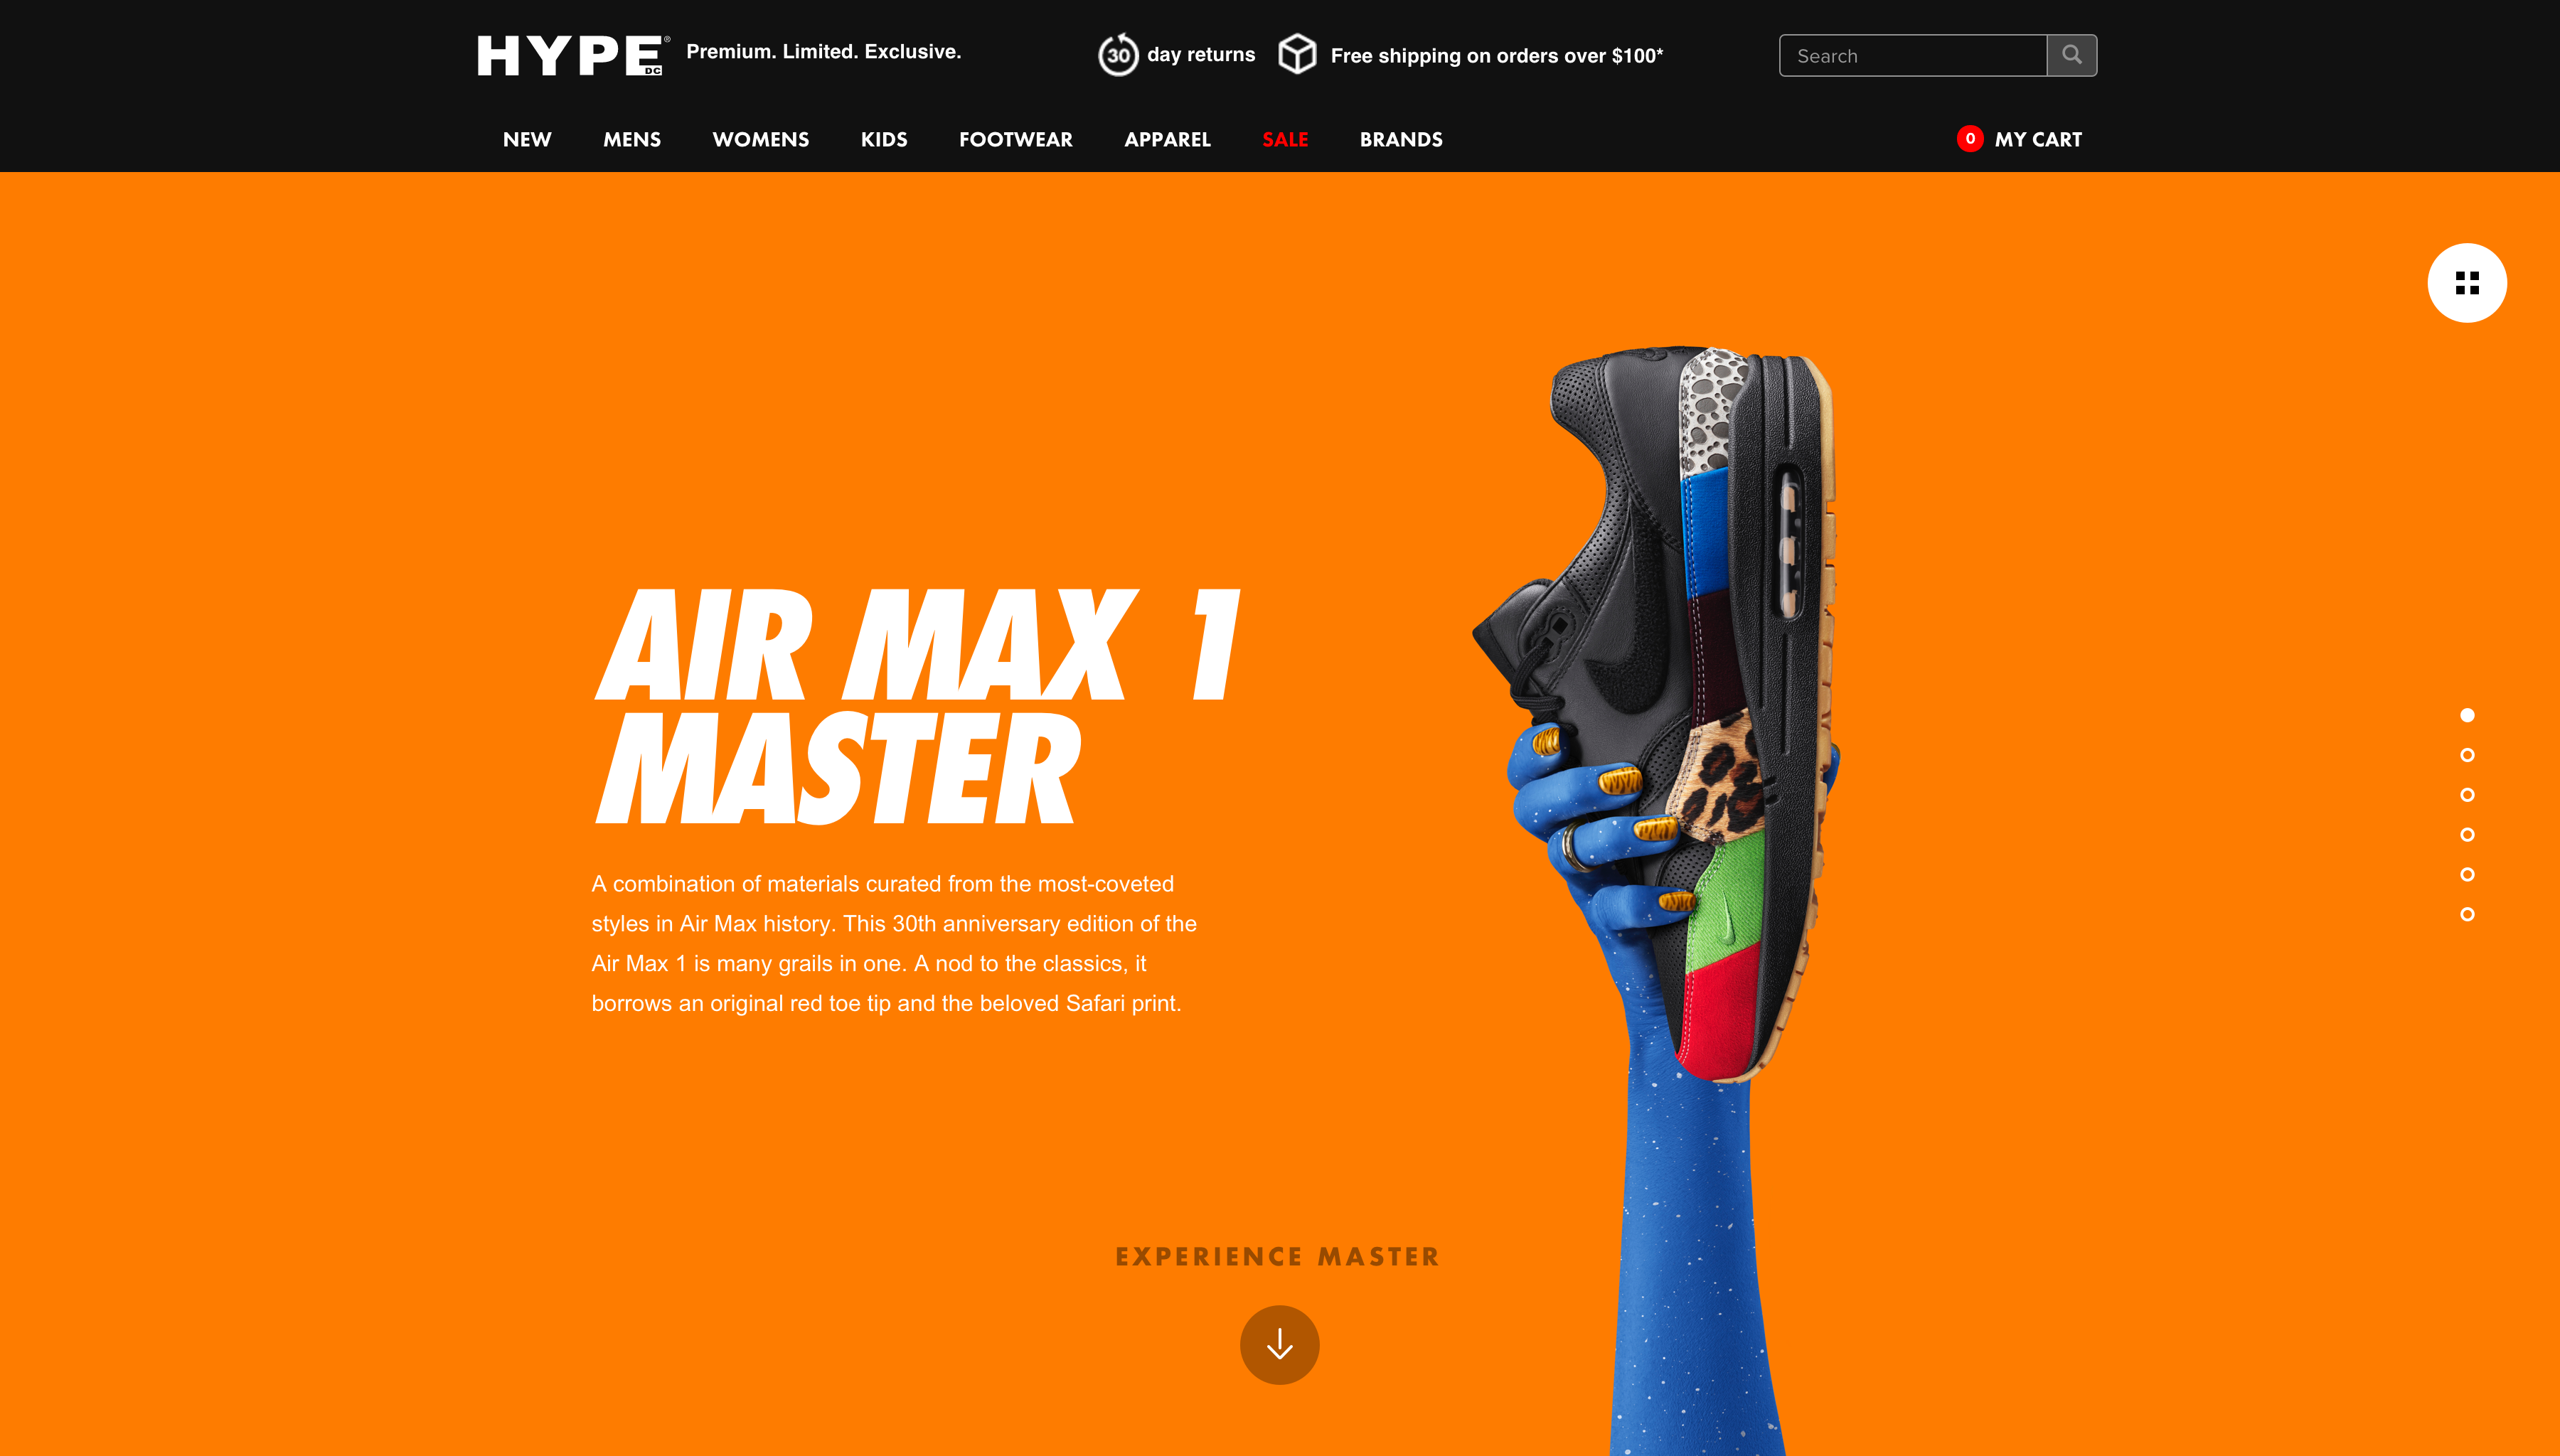 HYPE DC® Premium. Limited. Exclusive.
30 day returns
Free shipping on orders over $100*
Search
NEW MENS WOMENS KIDS FOOTWEAR APPAREL SALE BRANDS
0 MY CART
AIR MAX 1
MASTER
A combination of materials curated from the most-coveted
styles in Air Max history. This 30th anniversary edition of the
Air Max 1 is many grails in one. A nod to the classics, it
borrows an original red toe tip and the beloved Safari print.
EXPERIENCE MASTER